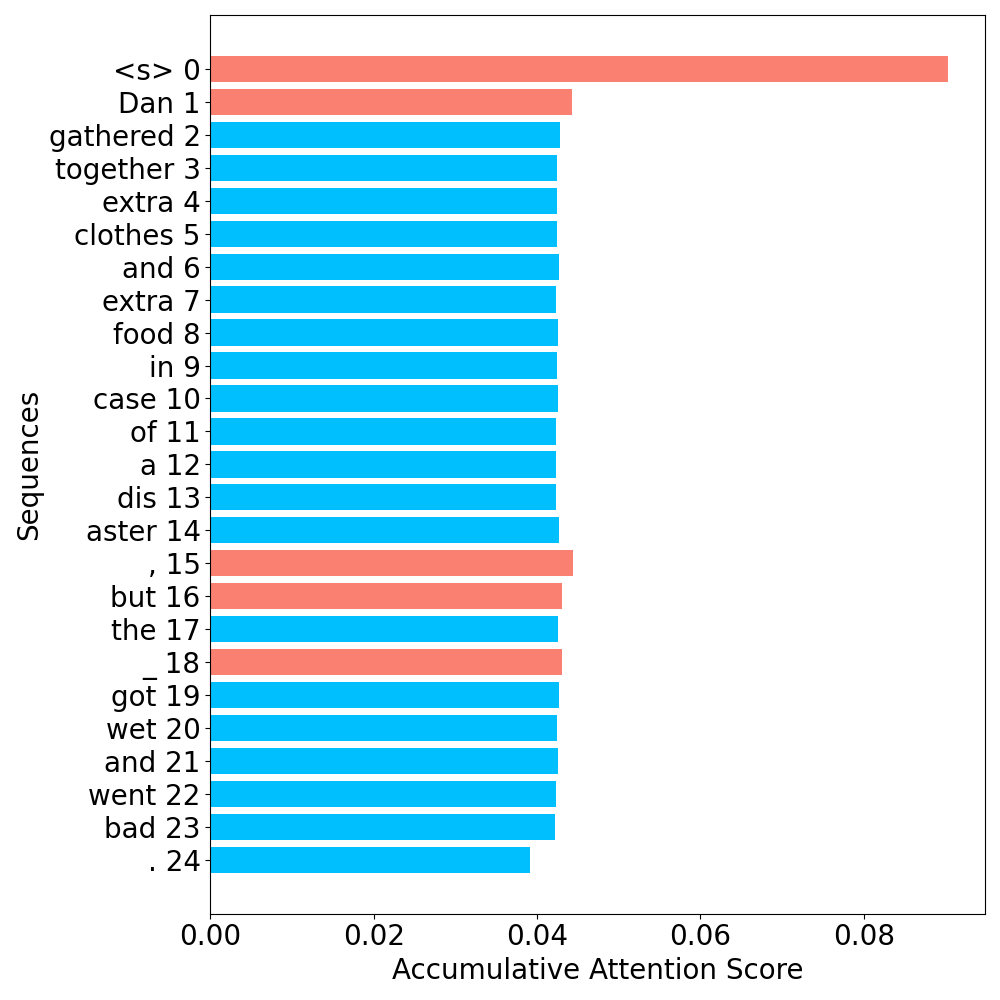 <s> 0
Dan 1
gathered 2
together 3
extra 4
clothes 5
and 6
extra 7
food 8
in 9
case 10
of 11
a 12
dis 13
aster 14
, 15
but 16
the 17
_ 18
got 19
wet 20
and 21
went 22
bad 23
. 24
Sequences
0.00 0.02 0.04 0.06 0.08
Accumulative Attention Score